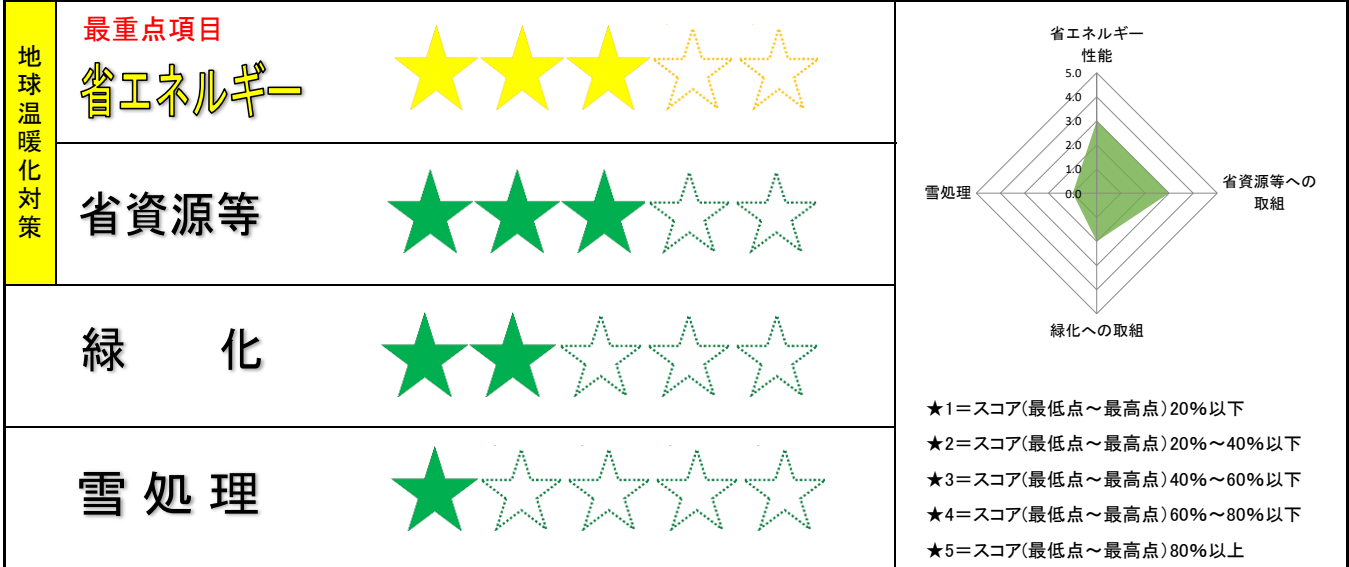 地球温暖化対策
最重点項目
省エネルギー
省資源等
緑 化
雪処理
省エネルギー
性能
5.0
4.0
3.0
2.0
1.0
0.0
省資源等への
取組
緑化への取組
雪処理
★1＝スコア(最低点～最高点)20%以下
★2＝スコア(最低点～最高点)20%～40%以下
★3＝スコア(最低点～最高点)40%～60%以下
★4＝スコア(最低点～最高点)60%～80%以下
★5＝スコア(最低点～最高点)80%以上